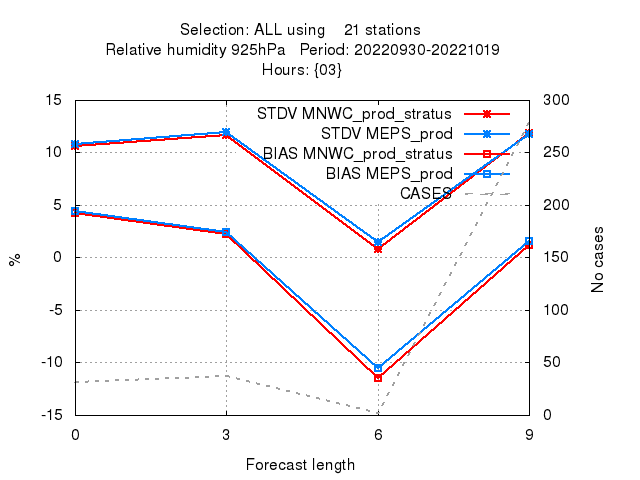 Selection: ALL using 21 stations
Relative humidity 925hPa Period: 20220930-20221019
Hours: {03}
STDV MNWC_prod_stratus
STDV MEPS_prod
BIAS MNWC_prod_stratus
BIAS MEPS_prod
CASES
15
10
5
0
-5
-10
-15
%
300
250
200
150
100
50
0
No cases
0 3 6 9
Forecast length